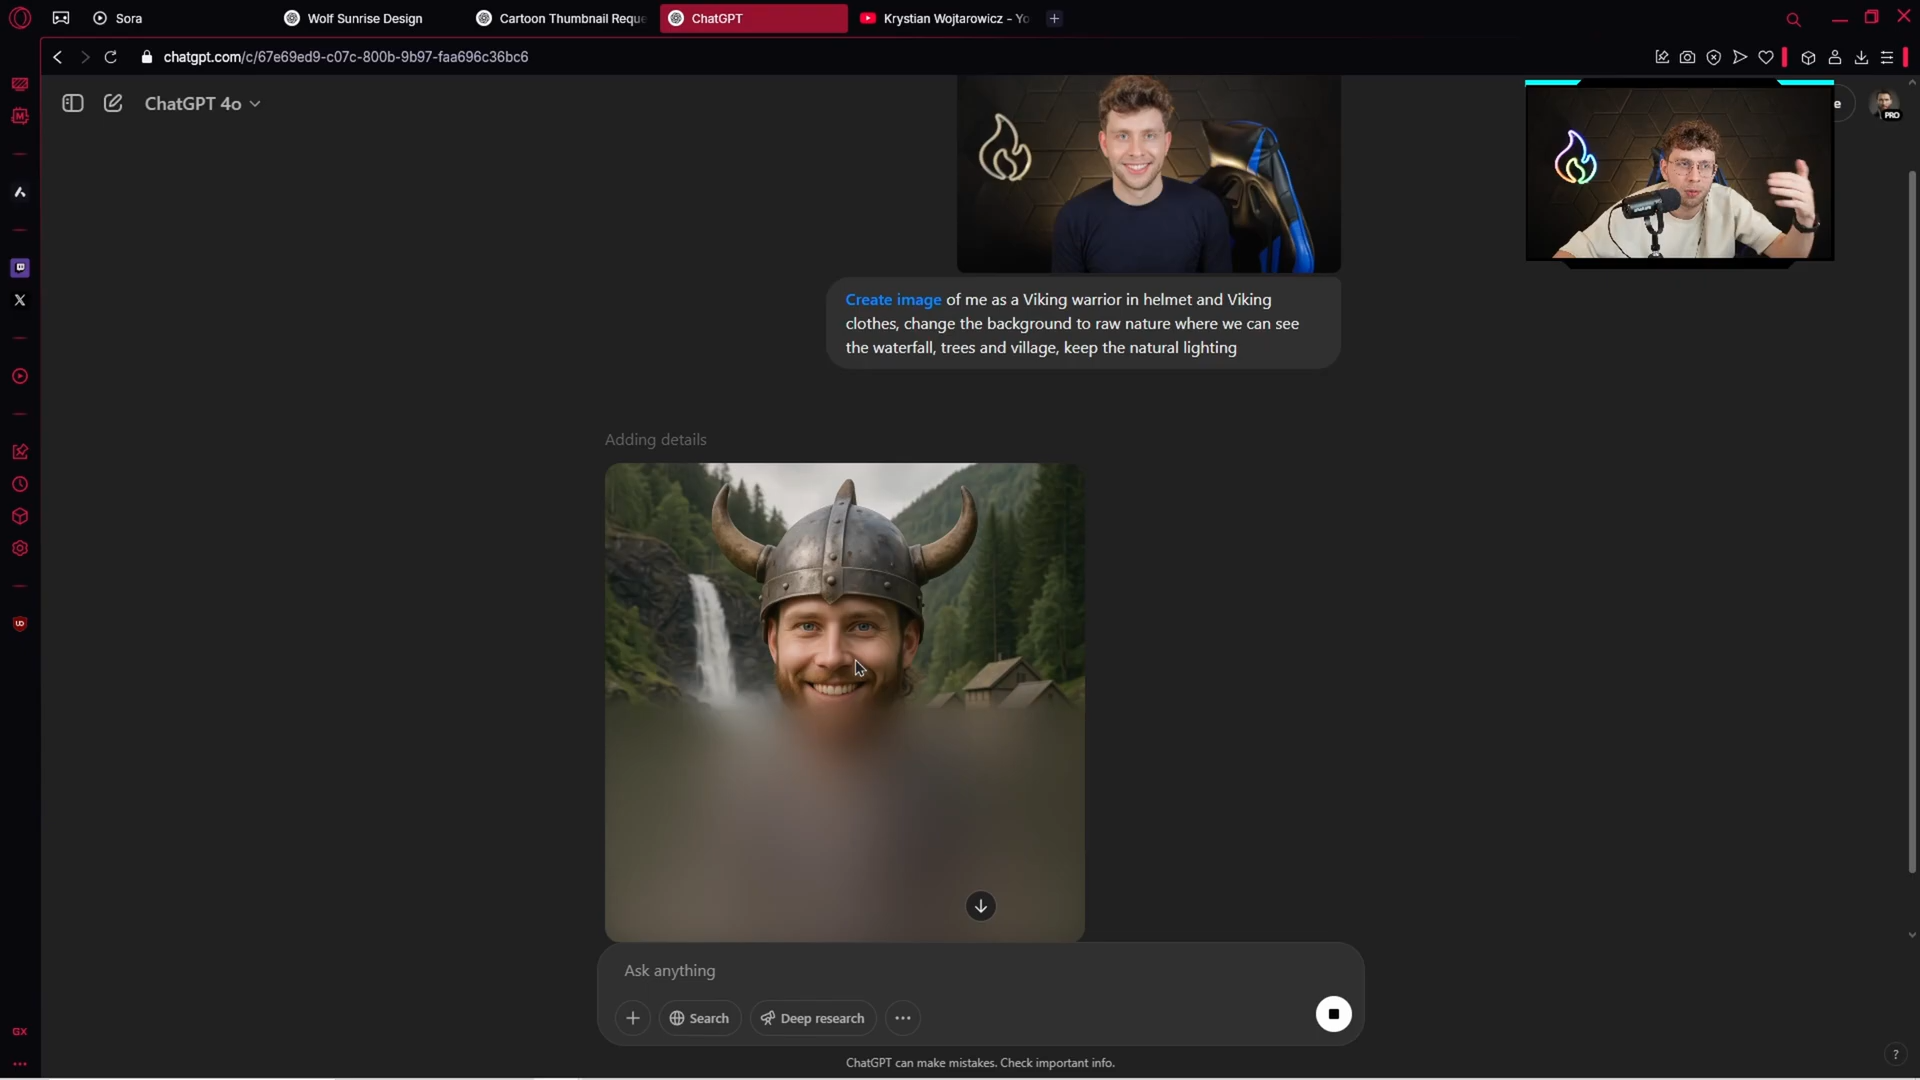 Sora
Wolf Sunrise Design
Cartoon Thumbnail Reque
ChatGPT
Krystian Wojtarowicz - Yo
chatgpt.com/c/67e69ed9-c07c-800b-9b97-faa696c36bc6
ChatGPT 4o
e
PRO
Create image of me as a Viking warrior in helmet and Viking
clothes, change the background to raw nature where we can see
the waterfall, trees and village, keep the natural lighting
Adding details
Ask anything
Search
Deep research
ChatGPT can make mistakes. Check important info.
?
GX